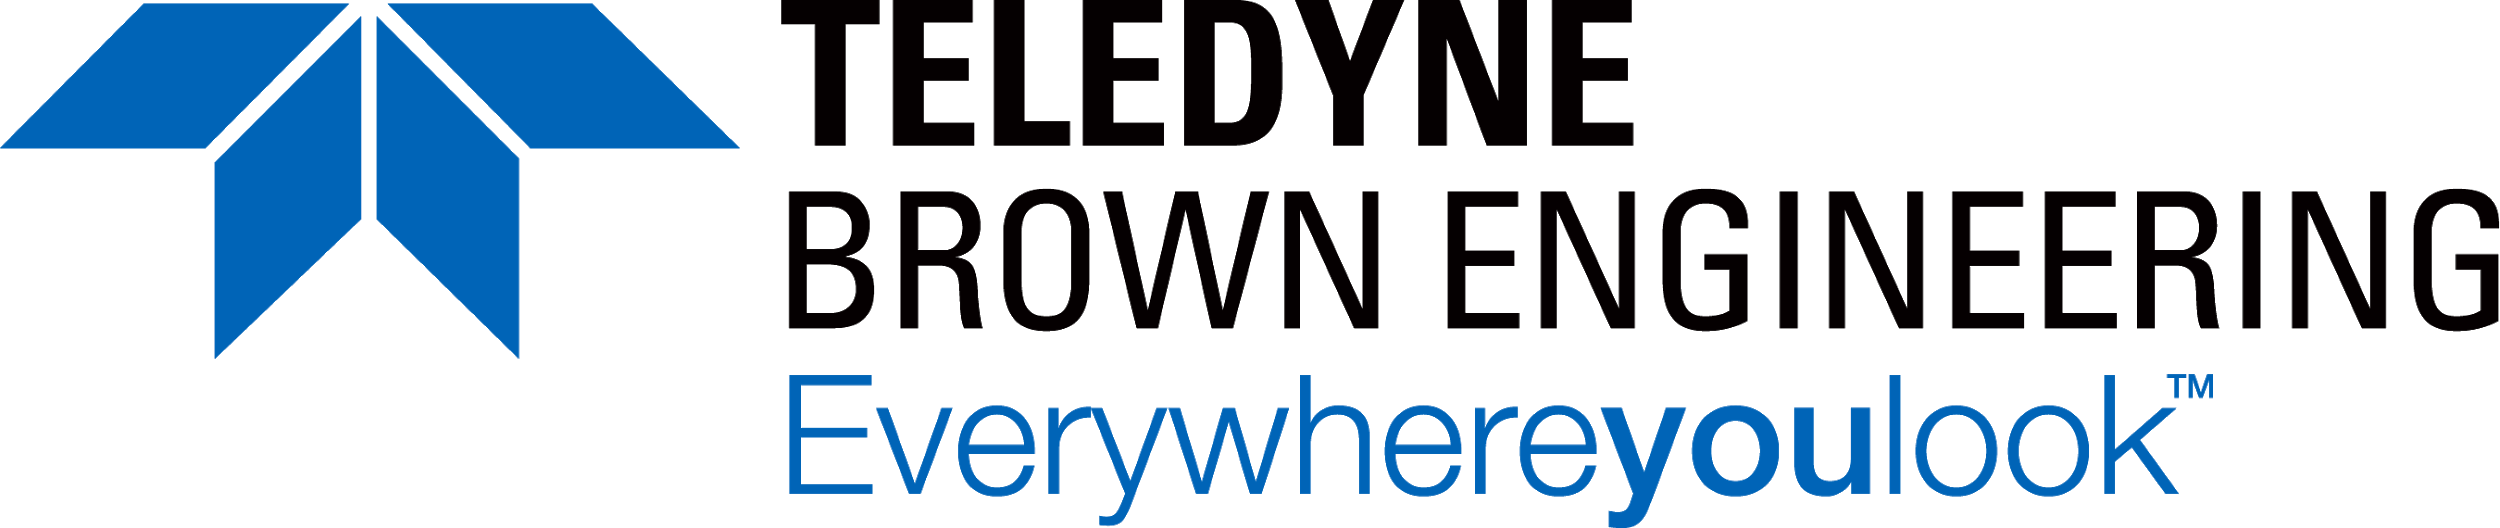 TELEDYNE
BROWN ENGINEERING
Everywhereyoulook™